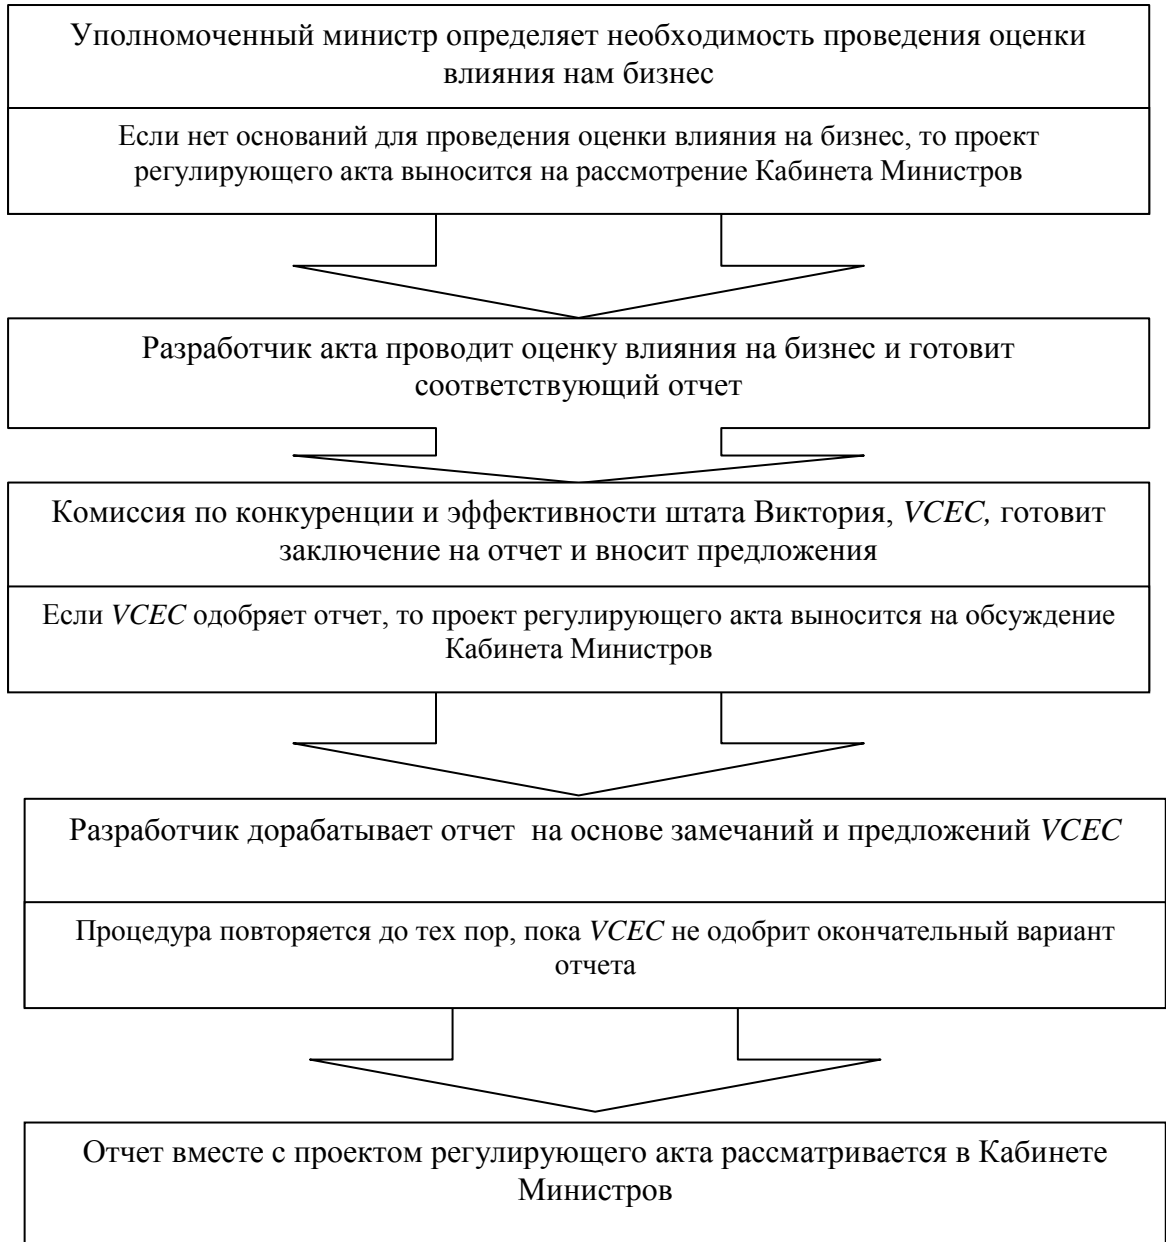 Уполномоченный министр определяет необходимость проведения оценки
влияния нам бизнес
Если нет оснований для проведения оценки влияния на бизнес, то проект
регулирующего акта выносится на рассмотрение Кабинета Министров
Разработчик акта проводит оценку влияния на бизнес и готовит
соответствующий отчет
Комиссия по конкуренции и эффективности штата Виктория, VCEC, готовит
заключение на отчет и вносит предложения
Если VCEC одобряет отчет, то проект регулирующего акта выносится на обсуждение
Кабинета Министров
Разработчик дорабатывает отчет  на основе замечаний и предложений VCEC
Процедура повторяется до тех пор, пока VCEC не одобрит окончательный вариант
отчета
Отчет вместе с проектом регулирующего акта рассматривается в Кабинете
Министров